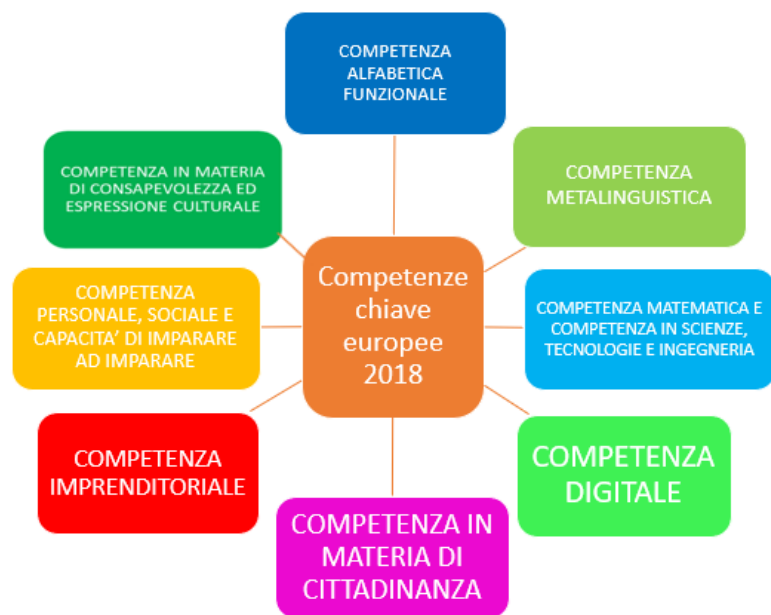 COMPETENZA
ALFABETICA
FUNZIONALE
COMPETENZA IN MATERIA
DI CONSAPEVOLEZZA ED
ESPRESSIONE CULTURALE
COMPETENZA
METALINGUISTICA
Competenze
chiave
europee
2018
COMPETENZA
PERSONALE, SOCIALE E
CAPACITA’ DI IMPARARE
AD IMPARARE
COMPETENZA MATEMATICA E
COMPETENZA IN SCIENZE,
TECNOLOGIE E INGEGNERIA
COMPETENZA
IMPRENDITORIALE
COMPETENZA
DIGITALE
COMPETENZA IN
MATERIA DI
CITTADINANZA